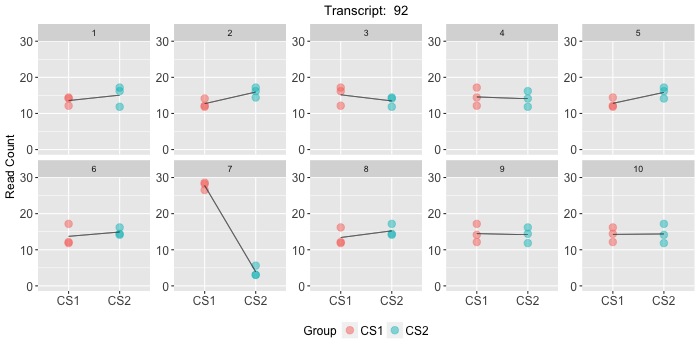 Transcript: 92
1 2 3 4 5
30
20
10
0
Read Count
6 7 8 9 10
30
20
10
0
CS1 CS2 CS1 CS2 CS1 CS2 CS1 CS2 CS1 CS2
Group CS1 CS2